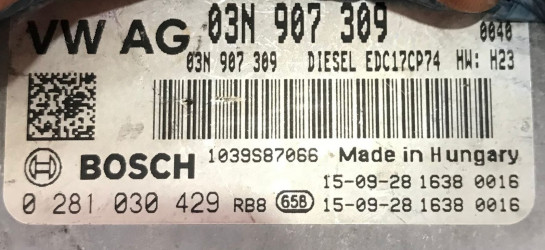 VW AG 03N 907 309 0040
03N 907 309 DIESEL EDC17CP74 HW: H23
BOSCH 1039S87066 Made in Hungary
15-09-28 1638 0016
0 281 030 429 RB8 65B 15-09-28 1638 0016